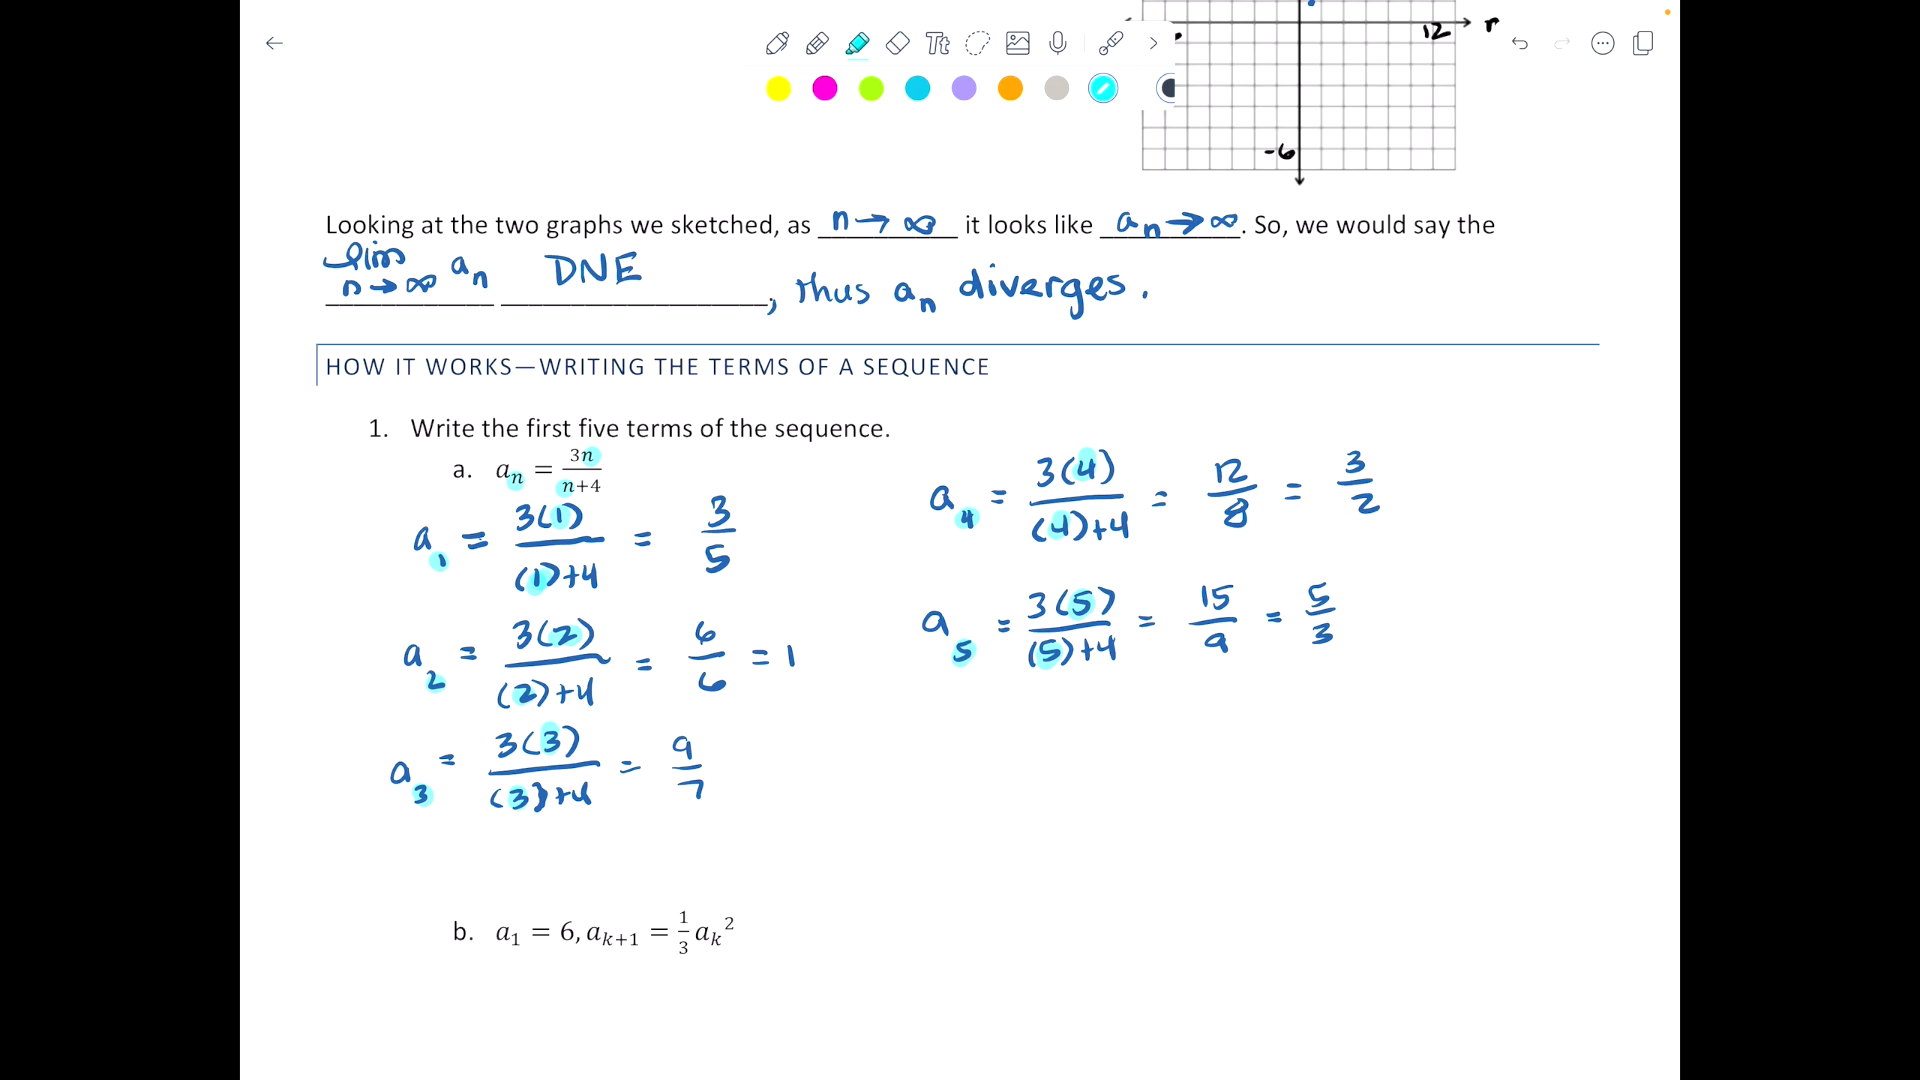 Tt
12 → n
-6
Looking at the two graphs we sketched, as n → ∞ it looks like aₙ → ∞. So, we would say the
lim n→∞ aₙ DNE, thus aₙ diverges.
HOW IT WORKS—WRITING THE TERMS OF A SEQUENCE
1. Write the first five terms of the sequence.
a. aₙ = 3n/(n+4)
a₁ = 3(1)/((1)+4) = 3/5
a₂ = 3(2)/((2)+4) = 6/6 = 1
a₃ = 3(3)/((3)+4) = 9/7
a₄ = 3(4)/((4)+4) = 12/8 = 3/2
a₅ = 3(5)/((5)+4) = 15/9 = 5/3
b. a₁ = 6, aₖ₊₁ = 1/3 aₖ²